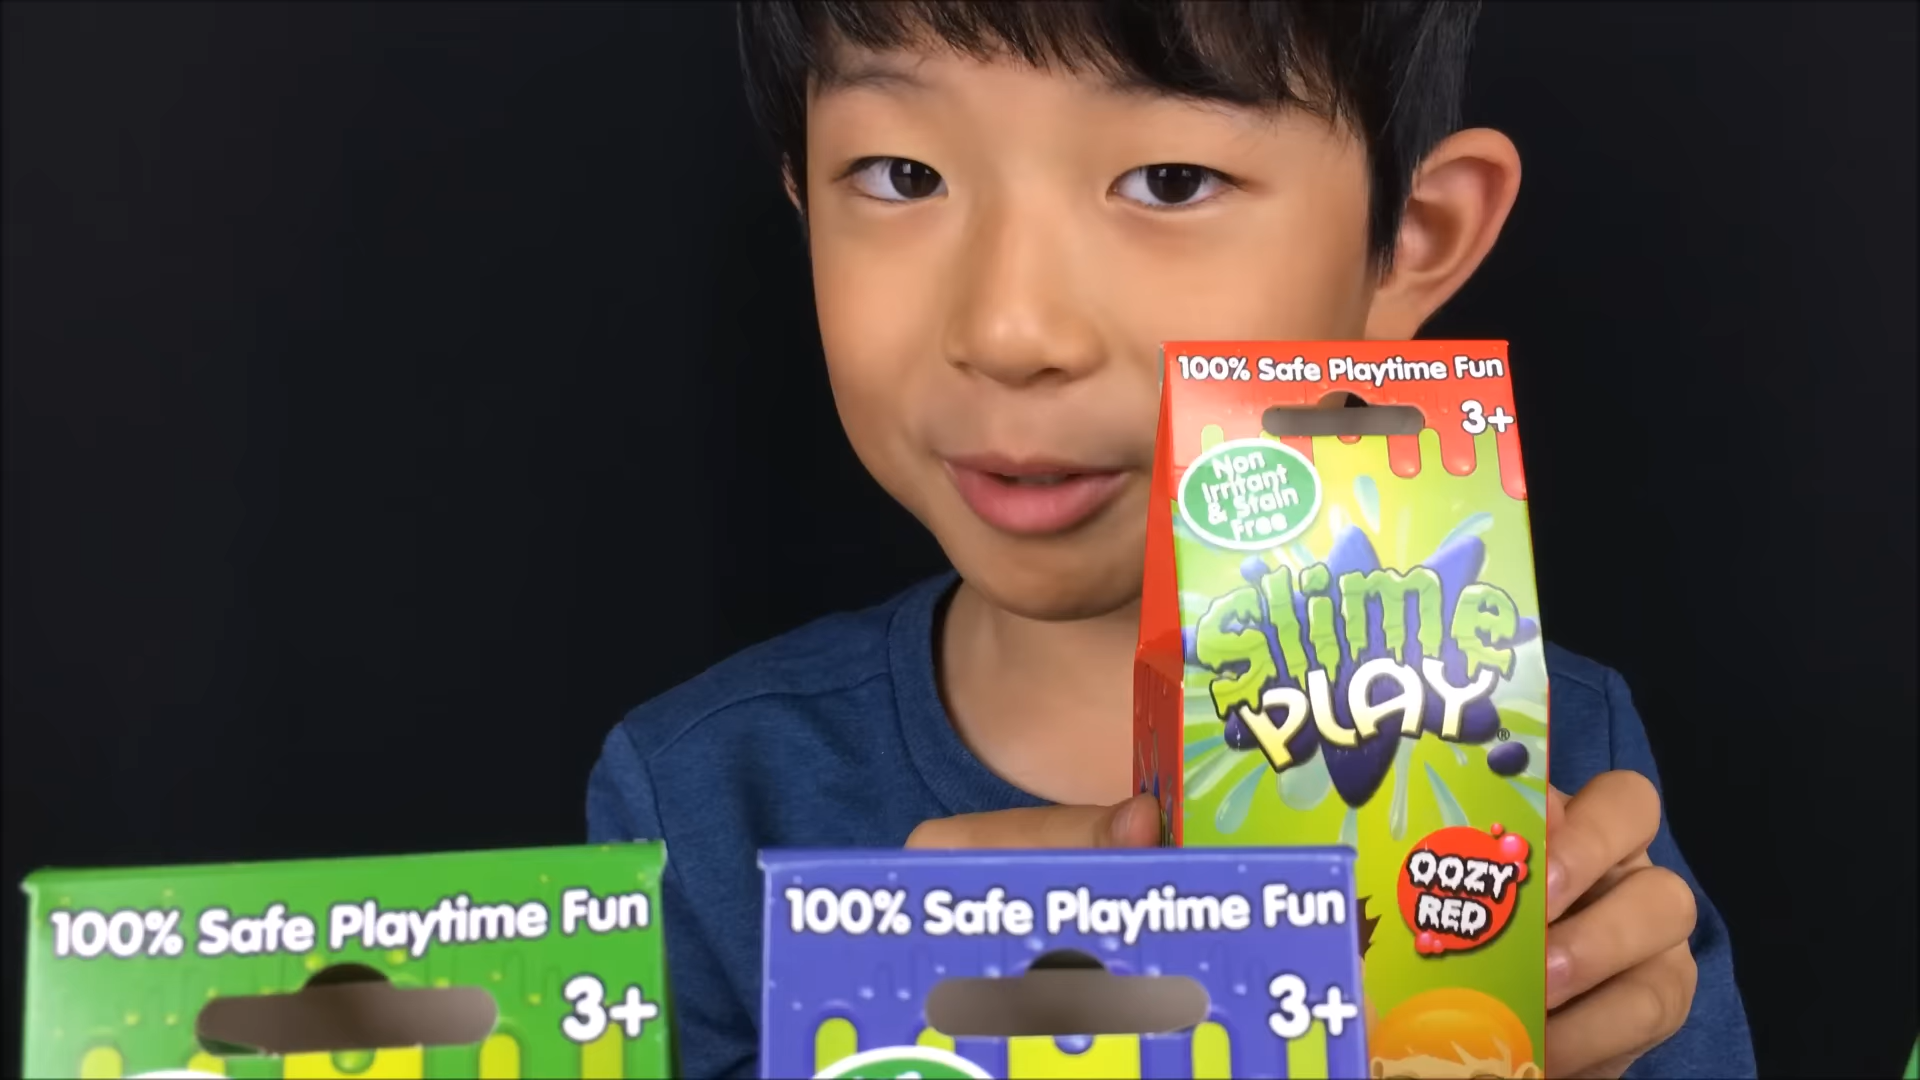 100% Safe Playtime Fun
3+
Non
Irritant
& Stain
Free
slime
PLAY®
OOZY
RED
100% Safe Playtime Fun
3+
100% Safe Playtime Fun
3+